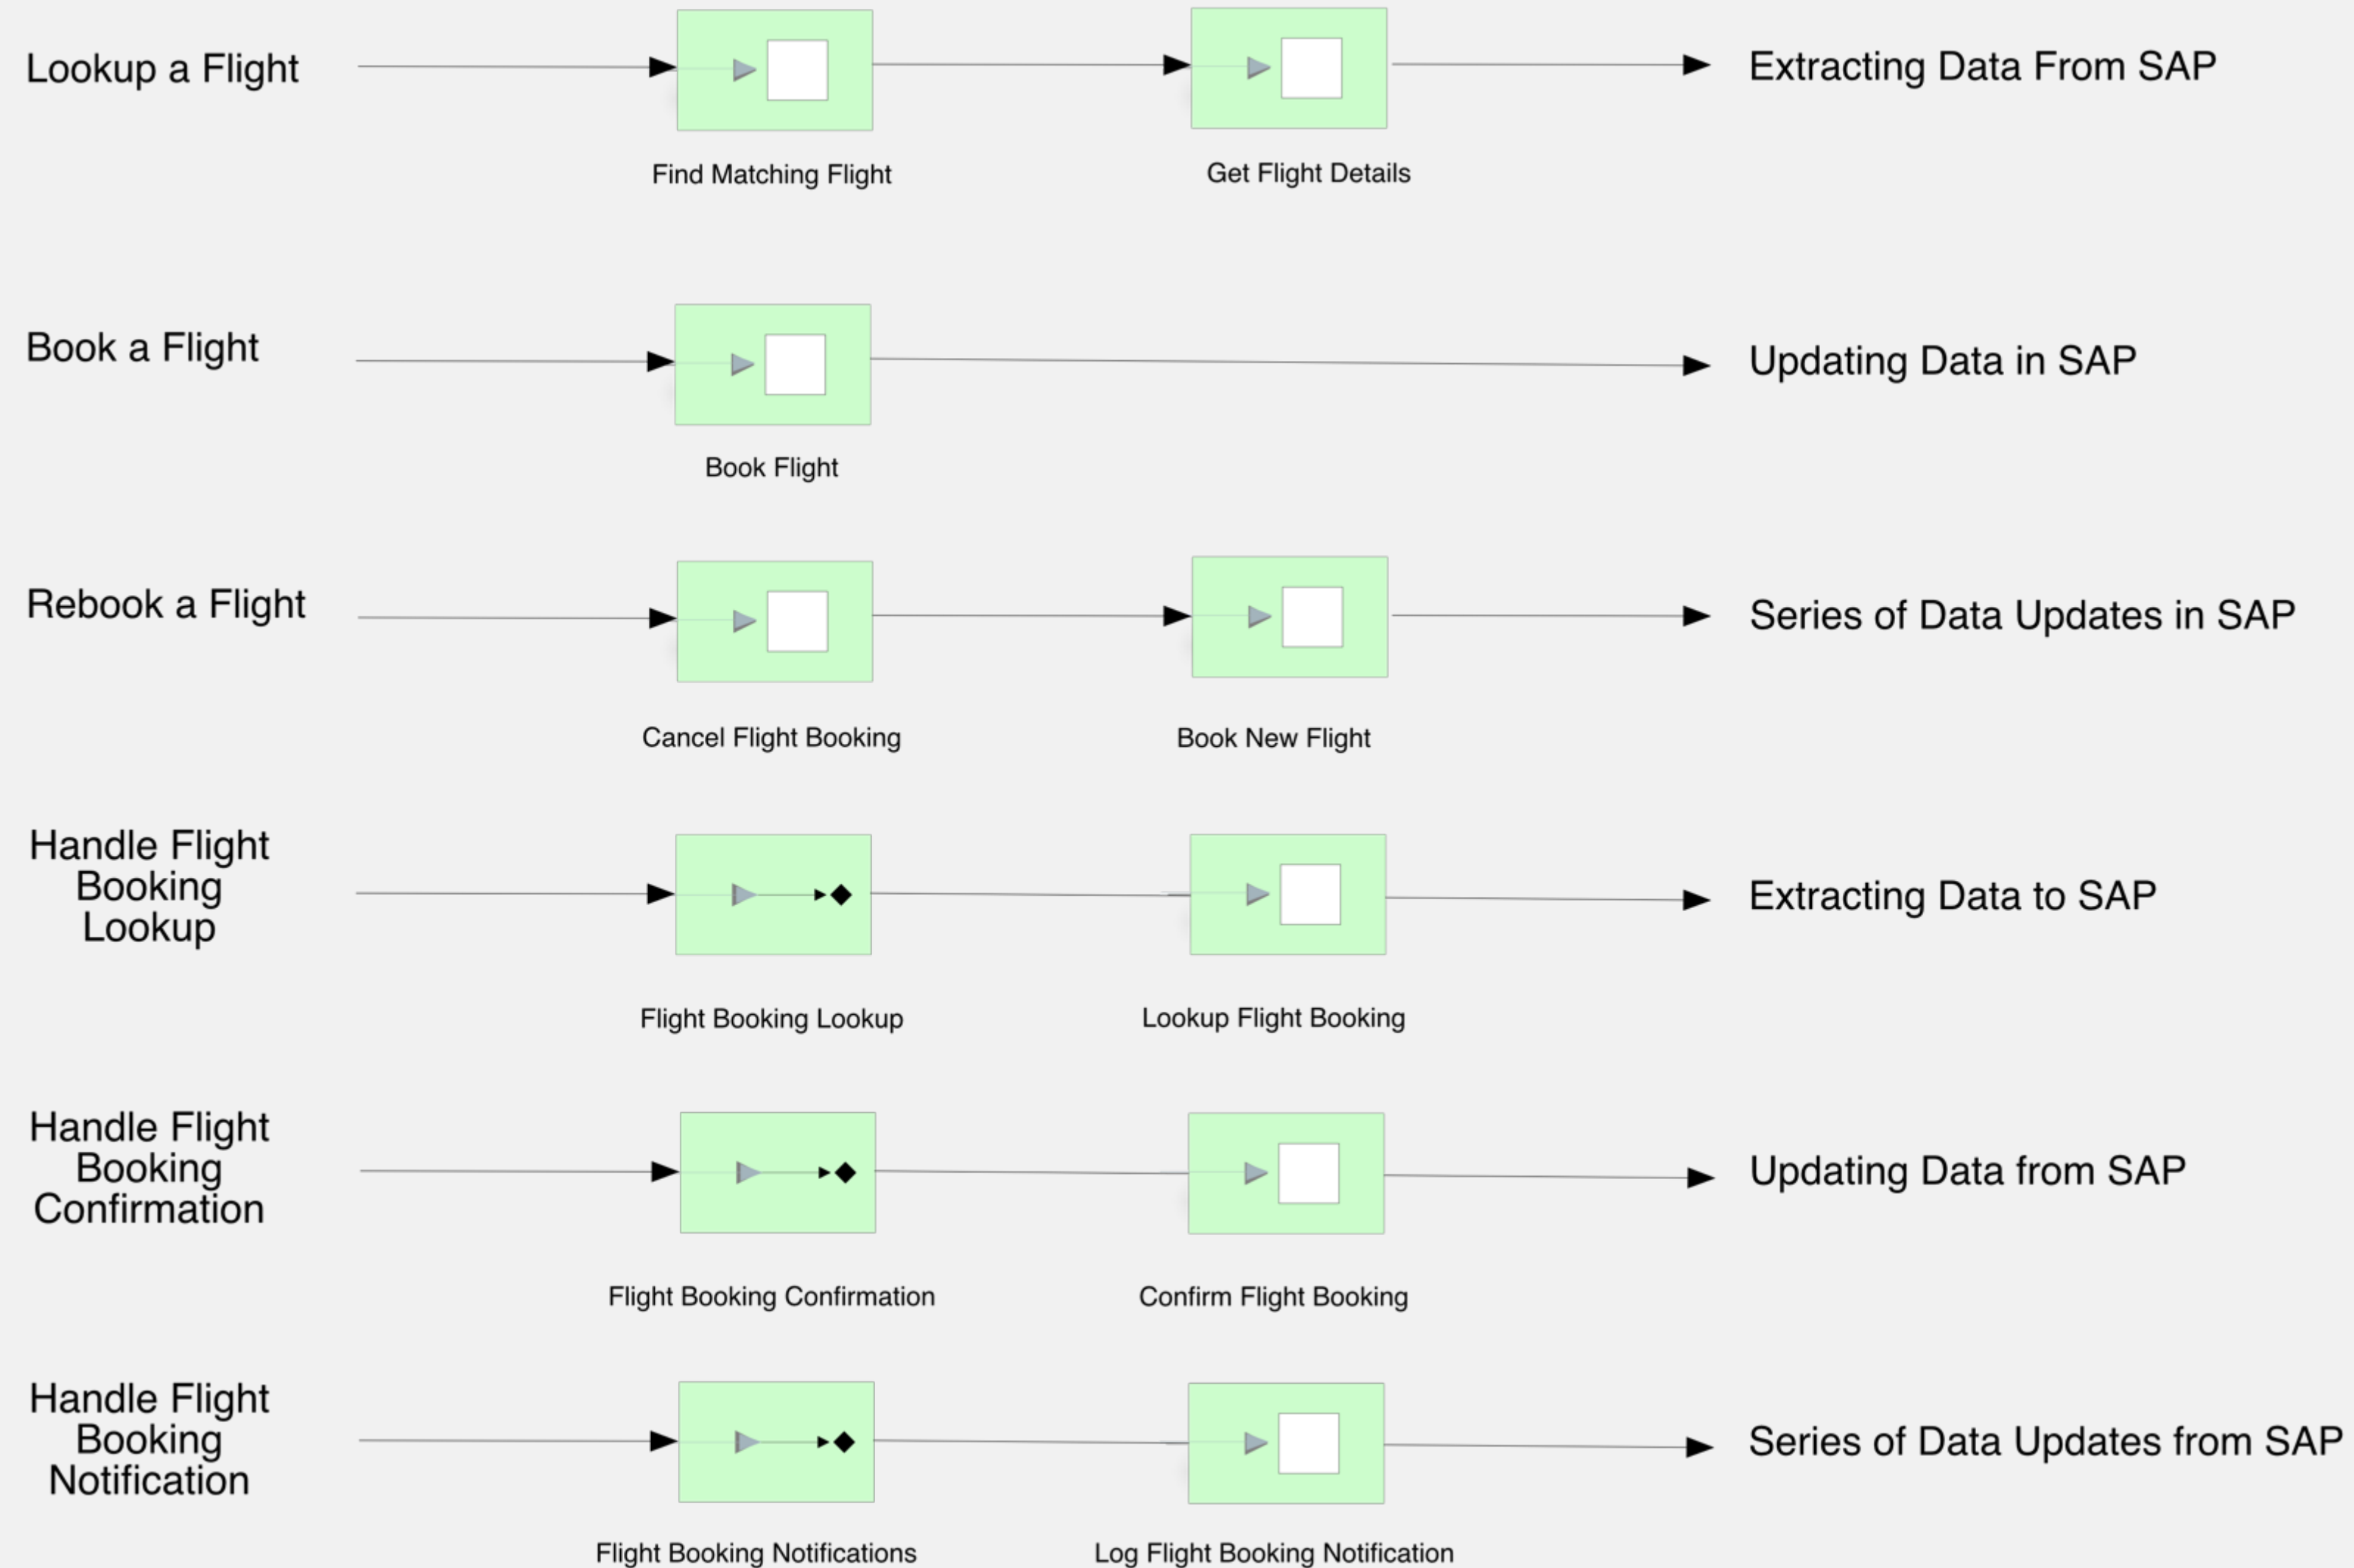 Lookup a Flight
Extracting Data From SAP
Find Matching Flight
Get Flight Details
Book a Flight
Updating Data in SAP
Book Flight
Rebook a Flight
Series of Data Updates in SAP
Cancel Flight Booking
Book New Flight
Handle Flight
Booking
Lookup
Extracting Data to SAP
Flight Booking Lookup
Lookup Flight Booking
Handle Flight
Booking
Confirmation
Updating Data from SAP
Flight Booking Confirmation
Confirm Flight Booking
Handle Flight
Booking
Notification
Series of Data Updates from SAP
Flight Booking Notifications
Log Flight Booking Notification